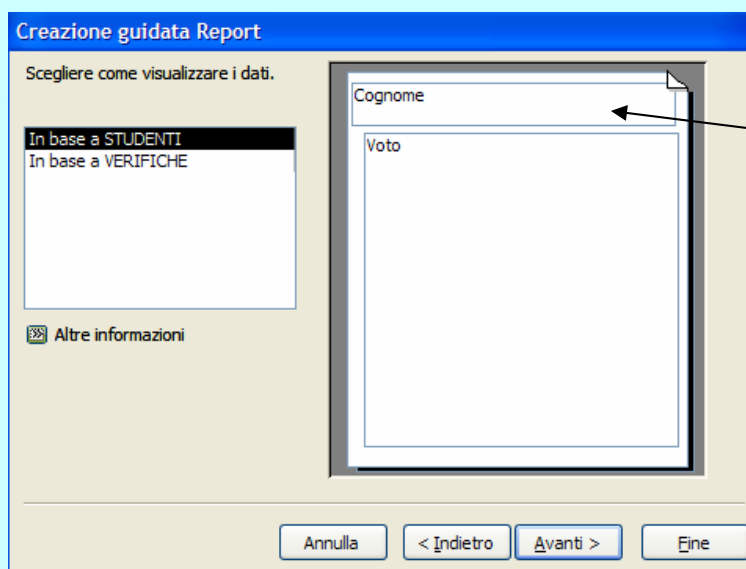 Creazione guidata Report
Scegliere come visualizzare i dati.
In base a STUDENTI
In base a VERIFICHE
Altre informazioni
Cognome
Voto
Annulla
< Indietro
Avanti >
Fine